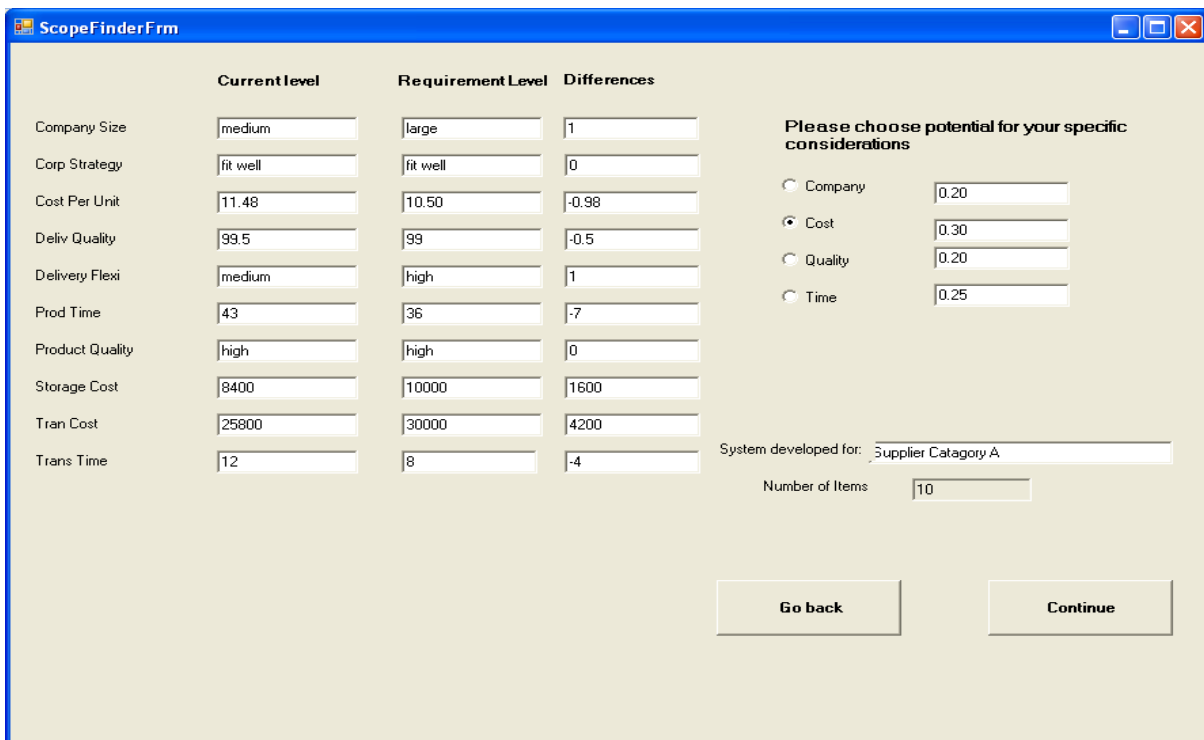 ScopeFinderFrm
Current level Requirement Level Differences
Company Size medium large 1
Corp Strategy fit well fit well 0
Cost Per Unit 11.48 10.50 -0.98
Deliv Quality 99.5 99 -0.5
Delivery Flexi medium high 1
Prod Time 43 36 -7
Product Quality high high 0
Storage Cost 8400 10000 1600
Tran Cost 25800 30000 4200
Trans Time 12 8 -4
Please choose potential for your specific
considerations
Company 0.20
Cost 0.30
Quality 0.20
Time 0.25
System developed for: Supplier Catagory A
Number of Items 10
Go back Continue